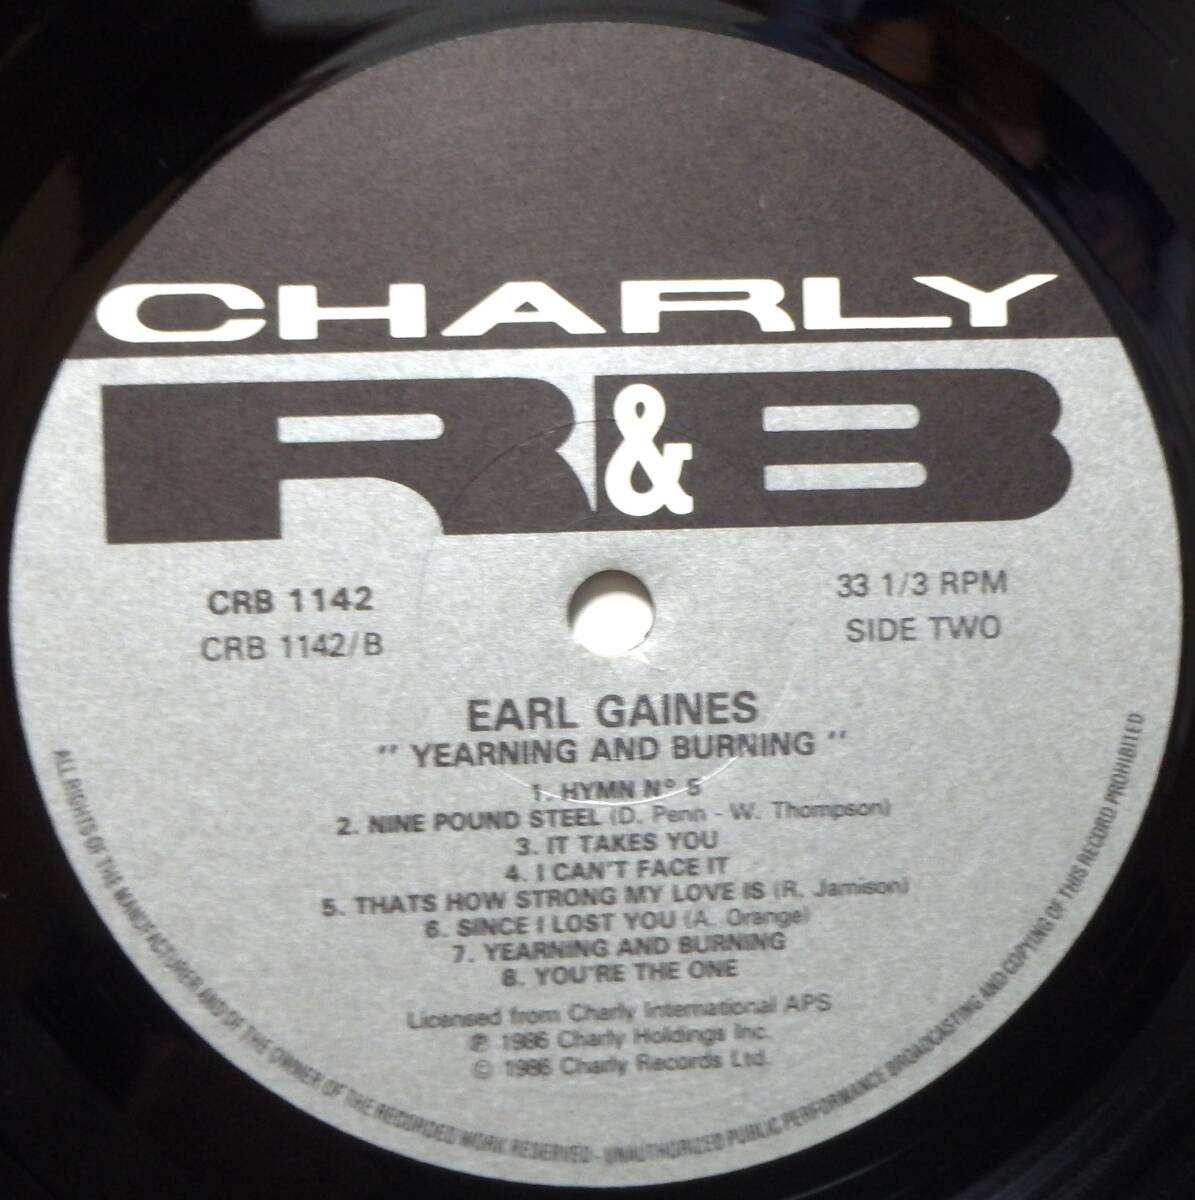 CHARLY
R&B
CRB 1142
CRB 1142/B
33 1/3 RPM
SIDE TWO
EARL GAINES
" YEARNING AND BURNING "
1. HYMN Nº 5
2. NINE POUND STEEL (D. Penn - W. Thompson)
3. IT TAKES YOU
4. I CAN'T FACE IT
5. THATS HOW STRONG MY LOVE IS (R. Jamison)
6. SINCE I LOST YOU (A. Orange)
7. YEARNING AND BURNING
8. YOU'RE THE ONE
Licensed from Charly International APS
℗ 1986 Charly Holdings Inc.
© 1986 Charly Records Ltd.
ALL RIGHTS OF THE MANUFACTURER AND OF THE OWNER OF THE RECORDED WORK RESERVED - UNAUTHORIZED PUBLIC PERFORMANCE BROADCASTING AND COPYING OF THIS RECORD PROHIBITED